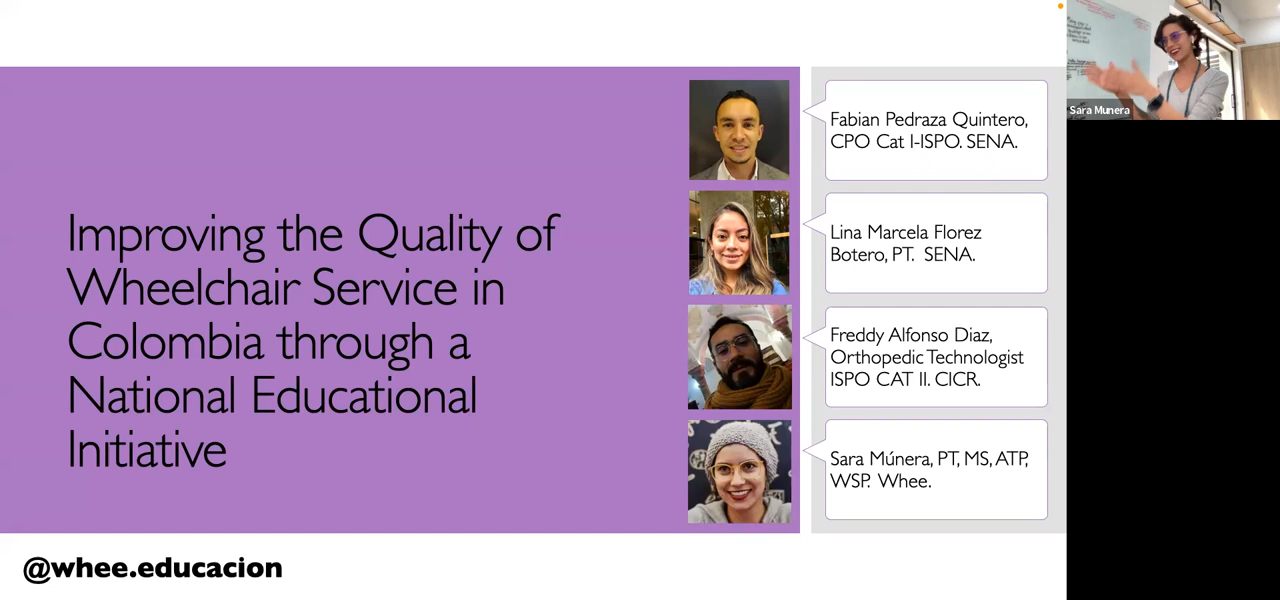 Improving the Quality of
Wheelchair Service in
Colombia through a
National Educational
Initiative
Fabian Pedraza Quintero,
CPO Cat I-ISPO. SENA.
Lina Marcela Florez
Botero, PT. SENA.
Freddy Alfonso Diaz,
Orthopedic Technologist
ISPO CAT II. CICR.
Sara Múnera, PT, MS, ATP,
WSP. Whee.
@whee.educacion
Sara Munera